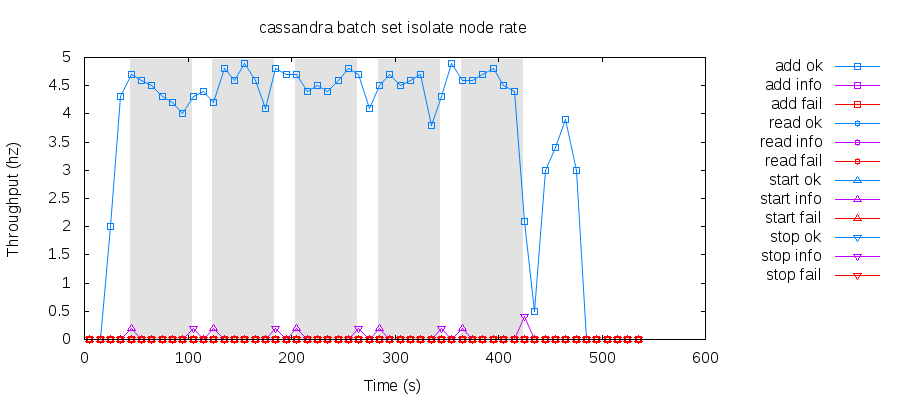 cassandra batch set isolate node rate
5
4.5
4
3.5
3
2.5
2
1.5
1
0.5
0
0 100 200 300 400 500 600
Throughput (hz)
Time (s)
add ok
add info
add fail
read ok
read info
read fail
start ok
start info
start fail
stop ok
stop info
stop fail